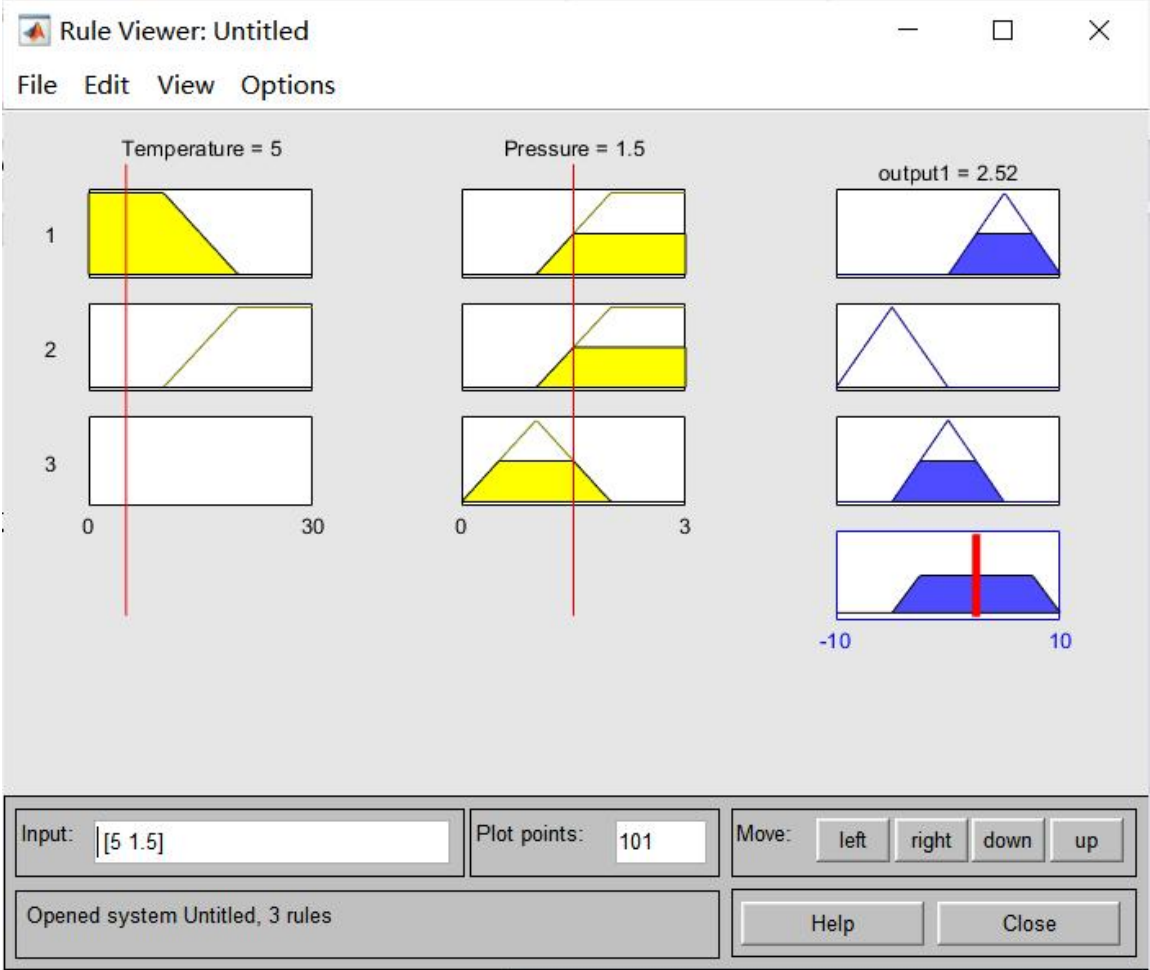 Rule Viewer: Untitled
File Edit View Options
Temperature = 5
Pressure = 1.5
output1 = 2.52
1
2
3
0 30
0 3
-10 10
Input: [5 1.5]
Plot points: 101
Move: left right down up
Opened system Untitled, 3 rules
Help Close